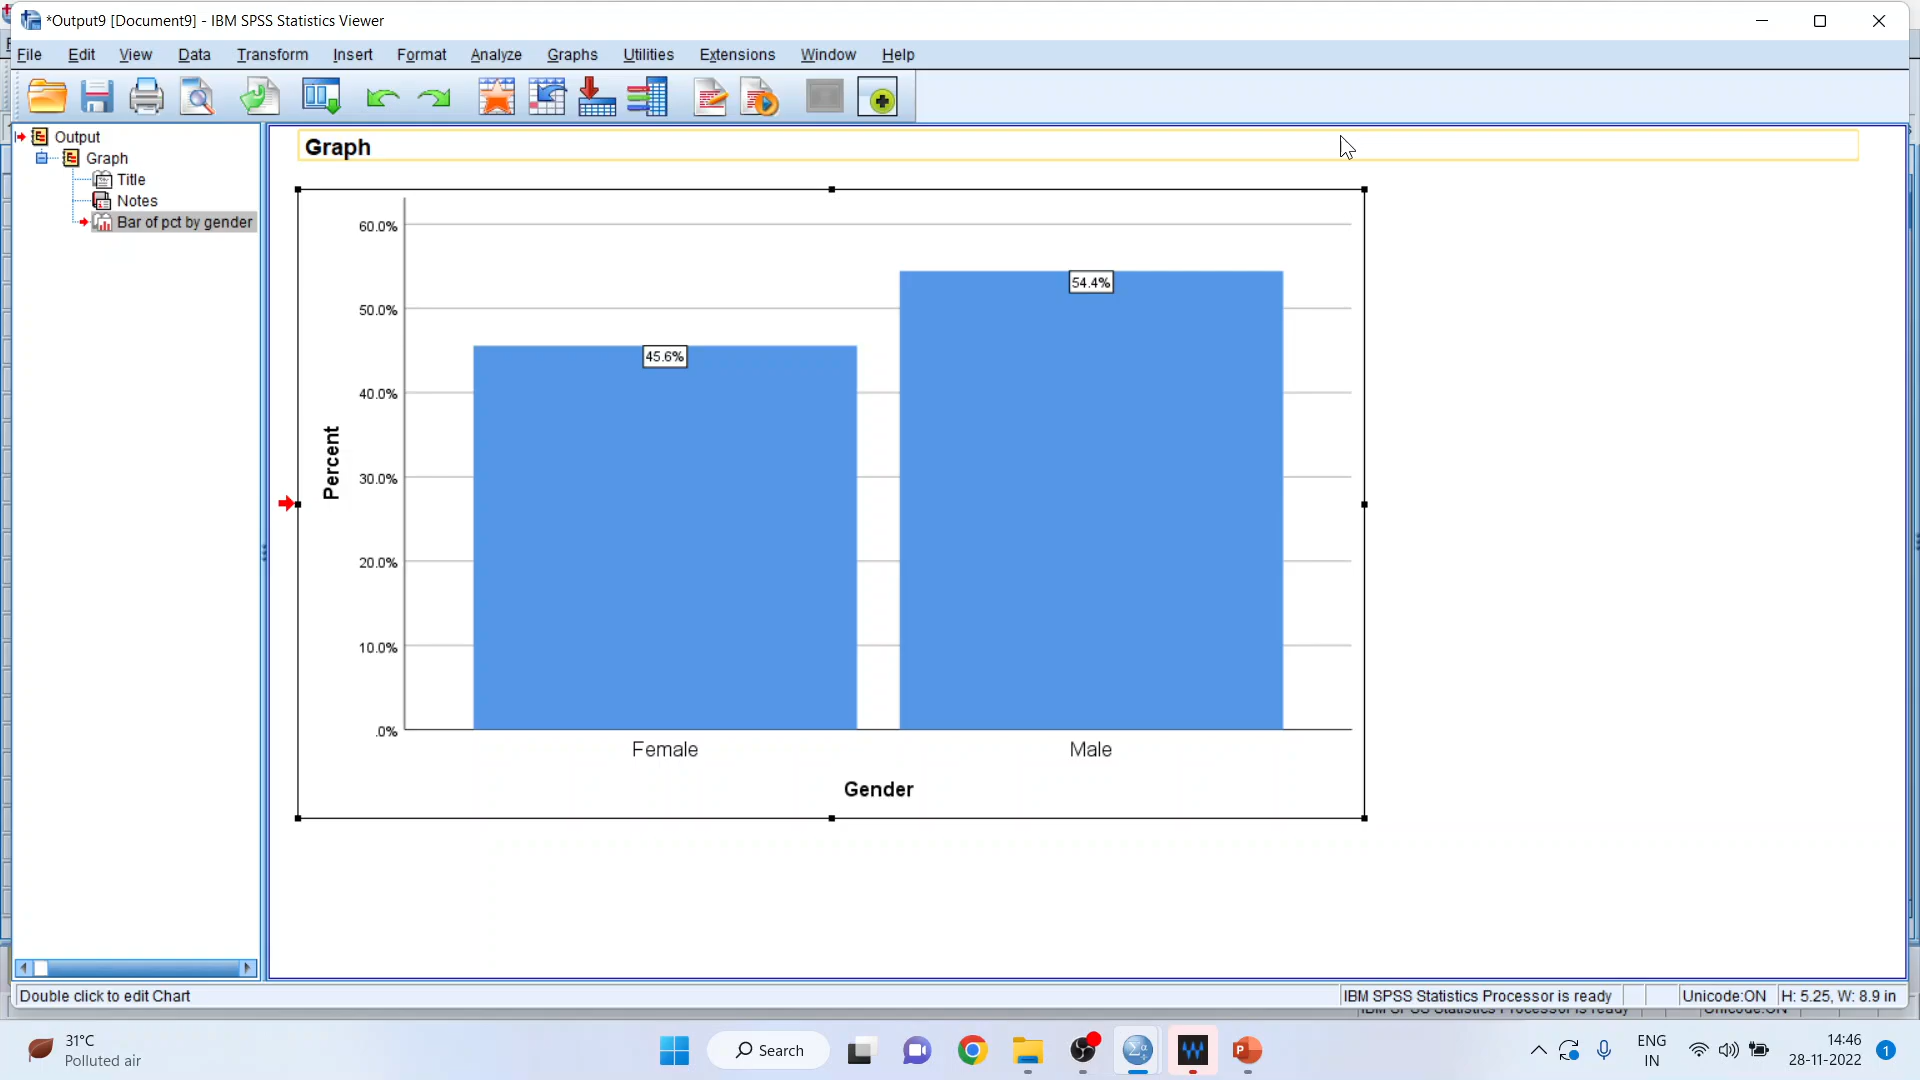 *Output9 [Document9] - IBM SPSS Statistics Viewer
File Edit View Data Transform Insert Format Analyze Graphs Utilities Extensions Window Help
Output
Graph
Title
Notes
Bar of pct by gender
Graph
60.0%
50.0%
40.0%
30.0%
20.0%
10.0%
.0%
Percent
45.6%
54.4%
Female Male
Gender
Double click to edit Chart
IBM SPSS Statistics Processor is ready
Unicode:ON
H: 5.25, W: 8.9 in
31°C
Polluted air
Search
ENG
IN
14:46
28-11-2022
1